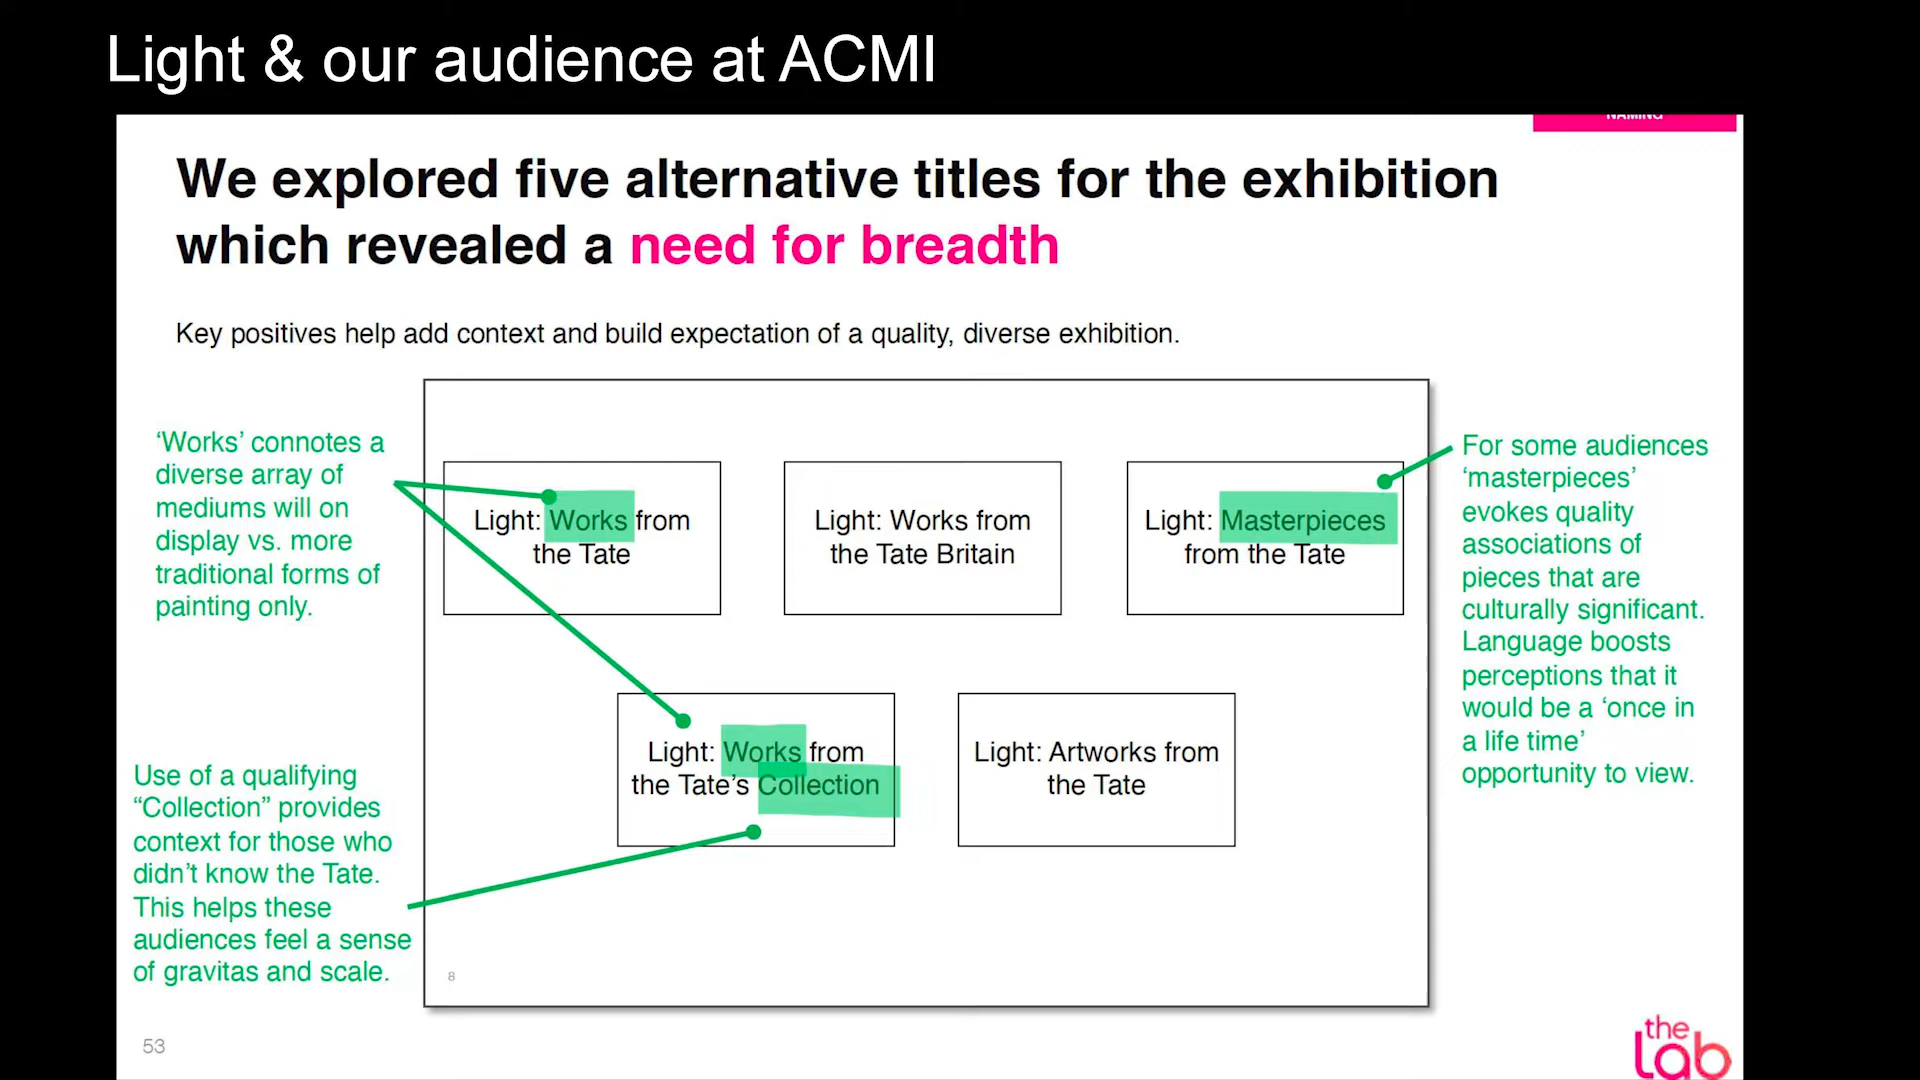 Light & our audience at ACMI
NAMING
We explored five alternative titles for the exhibition
which revealed a need for breadth
Key positives help add context and build expectation of a quality, diverse exhibition.
‘Works’ connotes a
diverse array of
mediums will on
display vs. more
traditional forms of
painting only.
Light: Works from
the Tate
Light: Works from
the Tate Britain
Light: Masterpieces
from the Tate
For some audiences
‘masterpieces’
evokes quality
associations of
pieces that are
culturally significant.
Language boosts
perceptions that it
would be a ‘once in
a life time’
opportunity to view.
Light: Works from
the Tate’s Collection
Light: Artworks from
the Tate
Use of a qualifying
“Collection” provides
context for those who
didn’t know the Tate.
This helps these
audiences feel a sense
of gravitas and scale.
8
53
the
lab